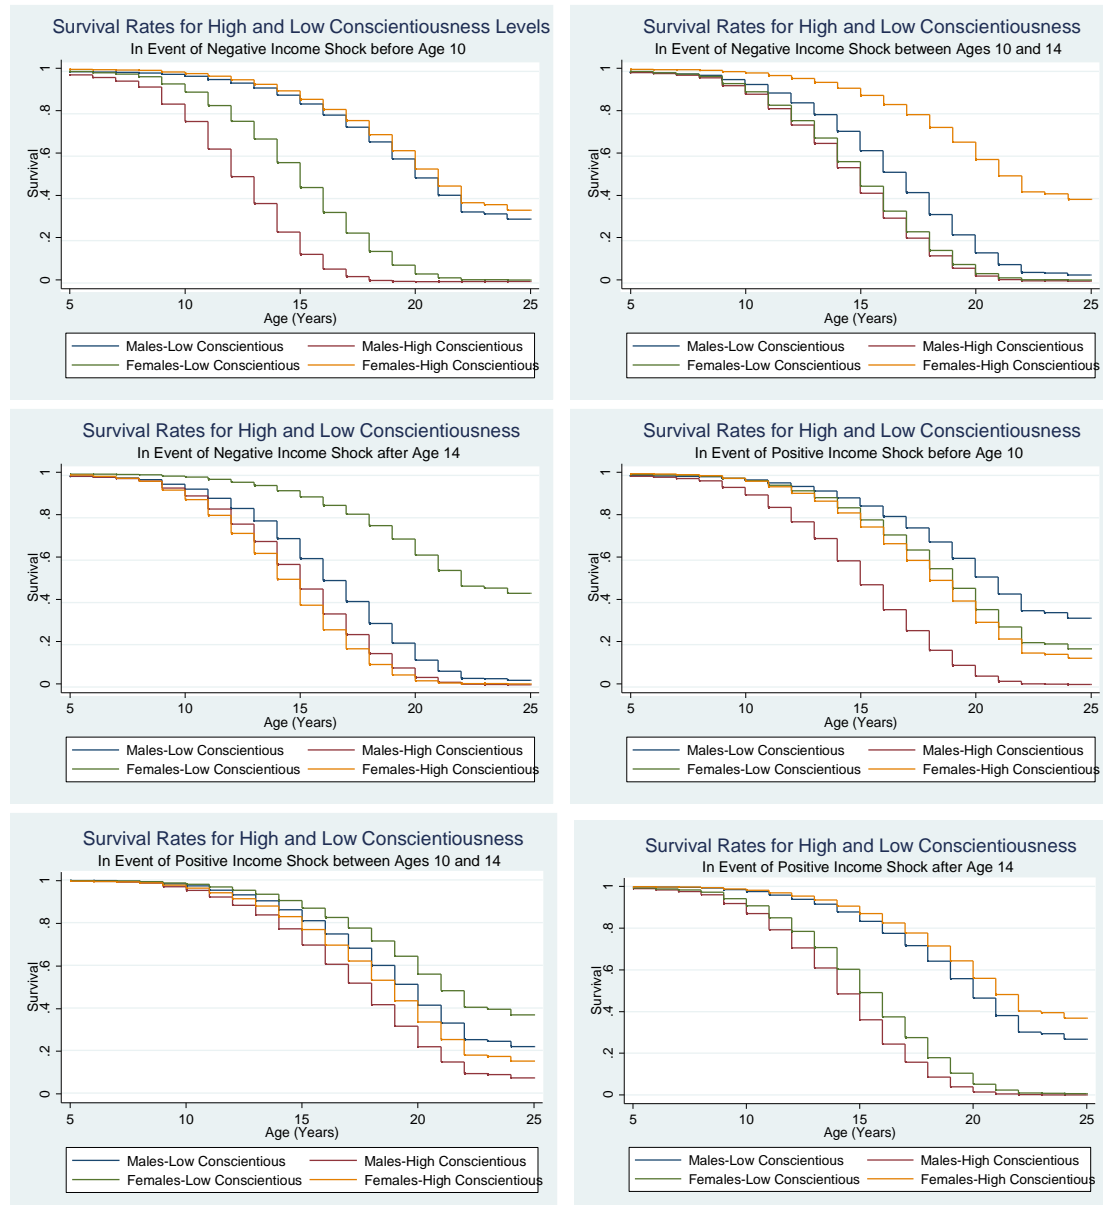 Survival Rates for High and Low Conscientiousness Levels
In Event of Negative Income Shock before Age 10
Survival
1
.8
.6
.4
.2
0
5 10 15 20 25
Age (Years)
Males-Low Conscientious Males-High Conscientious
Females-Low Conscientious Females-High Conscientious
Survival Rates for High and Low Conscientiousness
In Event of Negative Income Shock between Ages 10 and 14
Survival
1
.8
.6
.4
.2
0
5 10 15 20 25
Age (Years)
Males-Low Conscientious Males-High Conscientious
Females-Low Conscientious Females-High Conscientious
Survival Rates for High and Low Conscientiousness
In Event of Negative Income Shock after Age 14
Survival
1
.8
.6
.4
.2
0
5 10 15 20 25
Age (Years)
Males-Low Conscientious Males-High Conscientious
Females-Low Conscientious Females-High Conscientious
Survival Rates for High and Low Conscientiousness
In Event of Positive Income Shock before Age 10
Survival
1
.8
.6
.4
.2
0
5 10 15 20 25
Age (Years)
Males-Low Conscientious Males-High Conscientious
Females-Low Conscientious Females-High Conscientious
Survival Rates for High and Low Conscientiousness
In Event of Positive Income Shock between Ages 10 and 14
Survival
1
.8
.6
.4
.2
0
5 10 15 20 25
Age (Years)
Males-Low Conscientious Males-High Conscientious
Females-Low Conscientious Females-High Conscientious
Survival Rates for High and Low Conscientiousness
In Event of Positive Income Shock after Age 14
Survival
1
.8
.6
.4
.2
0
5 10 15 20 25
Age (Years)
Males-Low Conscientious Males-High Conscientious
Females-Low Conscientious Females-High Conscientious